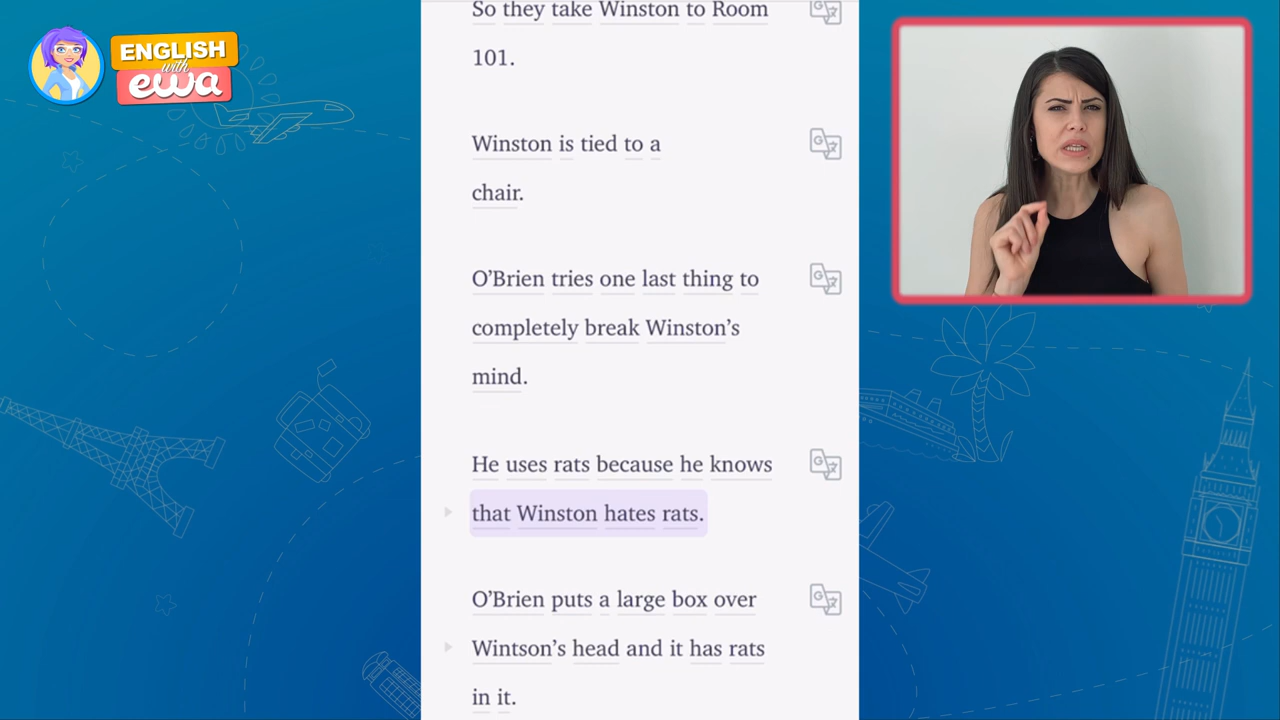 ENGLISH
with
ewa
So they take Winston to Room
101.
Winston is tied to a
chair.
O’Brien tries one last thing to
completely break Winston’s
mind.
He uses rats because he knows
that Winston hates rats.
O’Brien puts a large box over
Wintson’s head and it has rats
in it.